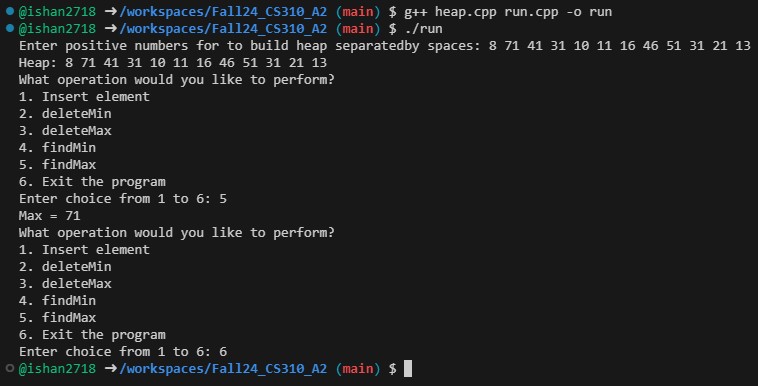 @ishan2718 ➜ /workspaces/Fall24_CS310_A2 (main) $ g++ heap.cpp run.cpp -o run
@ishan2718 ➜ /workspaces/Fall24_CS310_A2 (main) $ ./run
Enter positive numbers for to build heap separatedby spaces: 8 71 41 31 10 11 16 46 51 31 21 13
Heap: 8 71 41 31 10 11 16 46 51 31 21 13
What operation would you like to perform?
1. Insert element
2. deleteMin
3. deleteMax
4. findMin
5. findMax
6. Exit the program
Enter choice from 1 to 6: 5
Max = 71
What operation would you like to perform?
1. Insert element
2. deleteMin
3. deleteMax
4. findMin
5. findMax
6. Exit the program
Enter choice from 1 to 6: 6
@ishan2718 ➜ /workspaces/Fall24_CS310_A2 (main) $